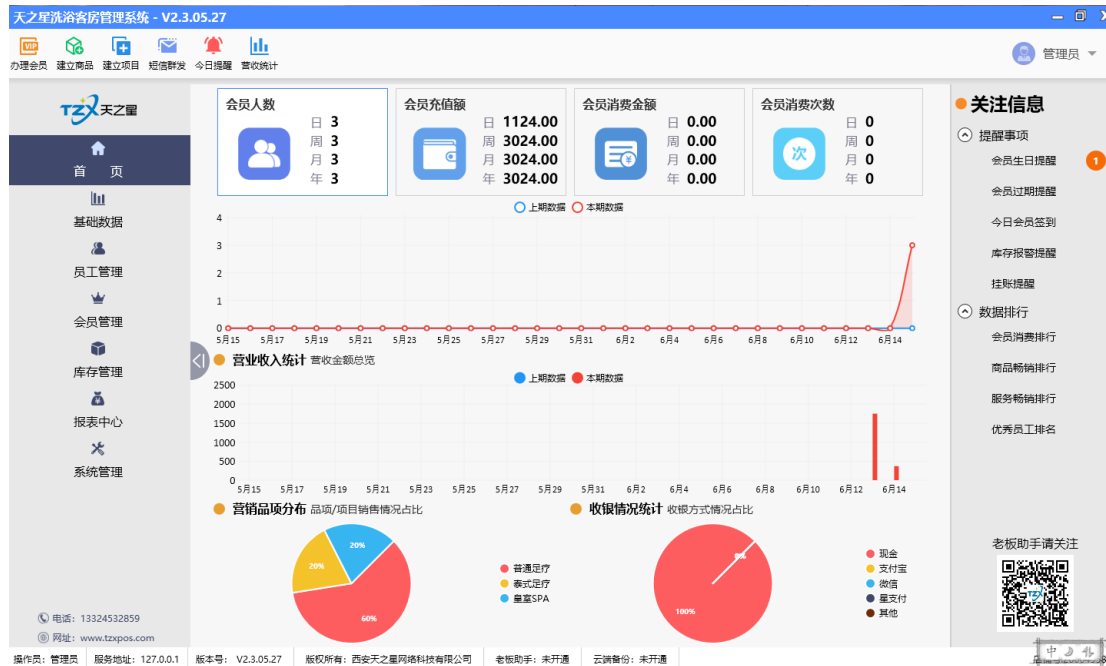 天之星洗浴客房管理系统 - V2.3.05.27
VIP
办理会员 建立商品 建立项目 短信群发 今日提醒 营收统计
管理员
TZX天之星
首 页
基础数据
员工管理
会员管理
库存管理
报表中心
系统管理
电话：13324532859
网址：www.tzxpos.com
会员人数
日 3
周 3
月 3
年 3
会员充值额
日 1124.00
周 3024.00
月 3024.00
年 3024.00
会员消费金额
日 0.00
周 0.00
月 0.00
年 0.00
会员消费次数
次
日 0
周 0
月 0
年 0
上期数据 本期数据
4
3
2
1
0
5月15 5月17 5月19 5月21 5月23 5月25 5月27 5月29 5月31 6月2 6月4 6月6 6月8 6月10 6月12 6月14
营业收入统计 营收金额总览
上期数据 本期数据
2500
2000
1500
1000
500
0
5月15 5月17 5月19 5月21 5月23 5月25 5月27 5月29 5月31 6月2 6月4 6月6 6月8 6月10 6月12 6月14
营销品项分布 品项/项目销售情况占比
20%
20%
60%
普通足疗
泰式足疗
皇室SPA
收银情况统计 收银方式情况占比
0%
100%
现金
支付宝
微信
星支付
其他
关注信息
提醒事项
会员生日提醒 1
会员过期提醒
今日会员签到
库存报警提醒
挂账提醒
数据排行
会员消费排行
商品畅销排行
服务畅销排行
优秀员工排名
老板助手请关注
TZX
操作员：管理员 服务地址：127.0.0.1 版本号： V2.3.05.27 版权所有：西安天之星网络科技有限公司 老板助手：未开通 云端备份：未开通